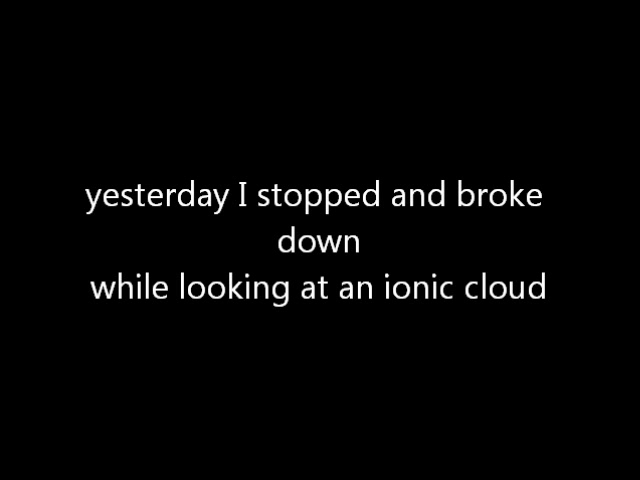 yesterday I stopped and broke
down
while looking at an ionic cloud